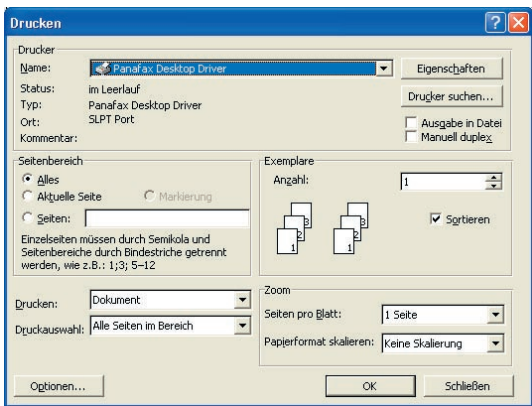 Drucken
Drucker
Name: Panafax Desktop Driver Eigenschaften
Status: im Leerlauf
Typ: Panafax Desktop Driver Drucker suchen...
Ort: SLPT Port
Kommentar:
Ausgabe in Datei
Manuell duplex
Seitenbereich
Alles
Aktuelle Seite Markierung
Seiten:
Einzelseiten müssen durch Semikola und
Seitenbereiche durch Bindestriche getrennt
werden, wie z.B.: 1;3; 5–12
Exemplare
Anzahl: 1
3 3
2 2
1 1
Sortieren
Drucken: Dokument
Druckauswahl: Alle Seiten im Bereich
Zoom
Seiten pro Blatt: 1 Seite
Papierformat skalieren: Keine Skalierung
Optionen... OK Schließen